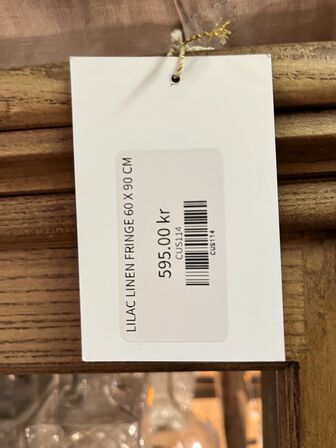 LILAC LINEN FRINGE 60 X 90 CM
595.00 kr
CUS114
CUS114